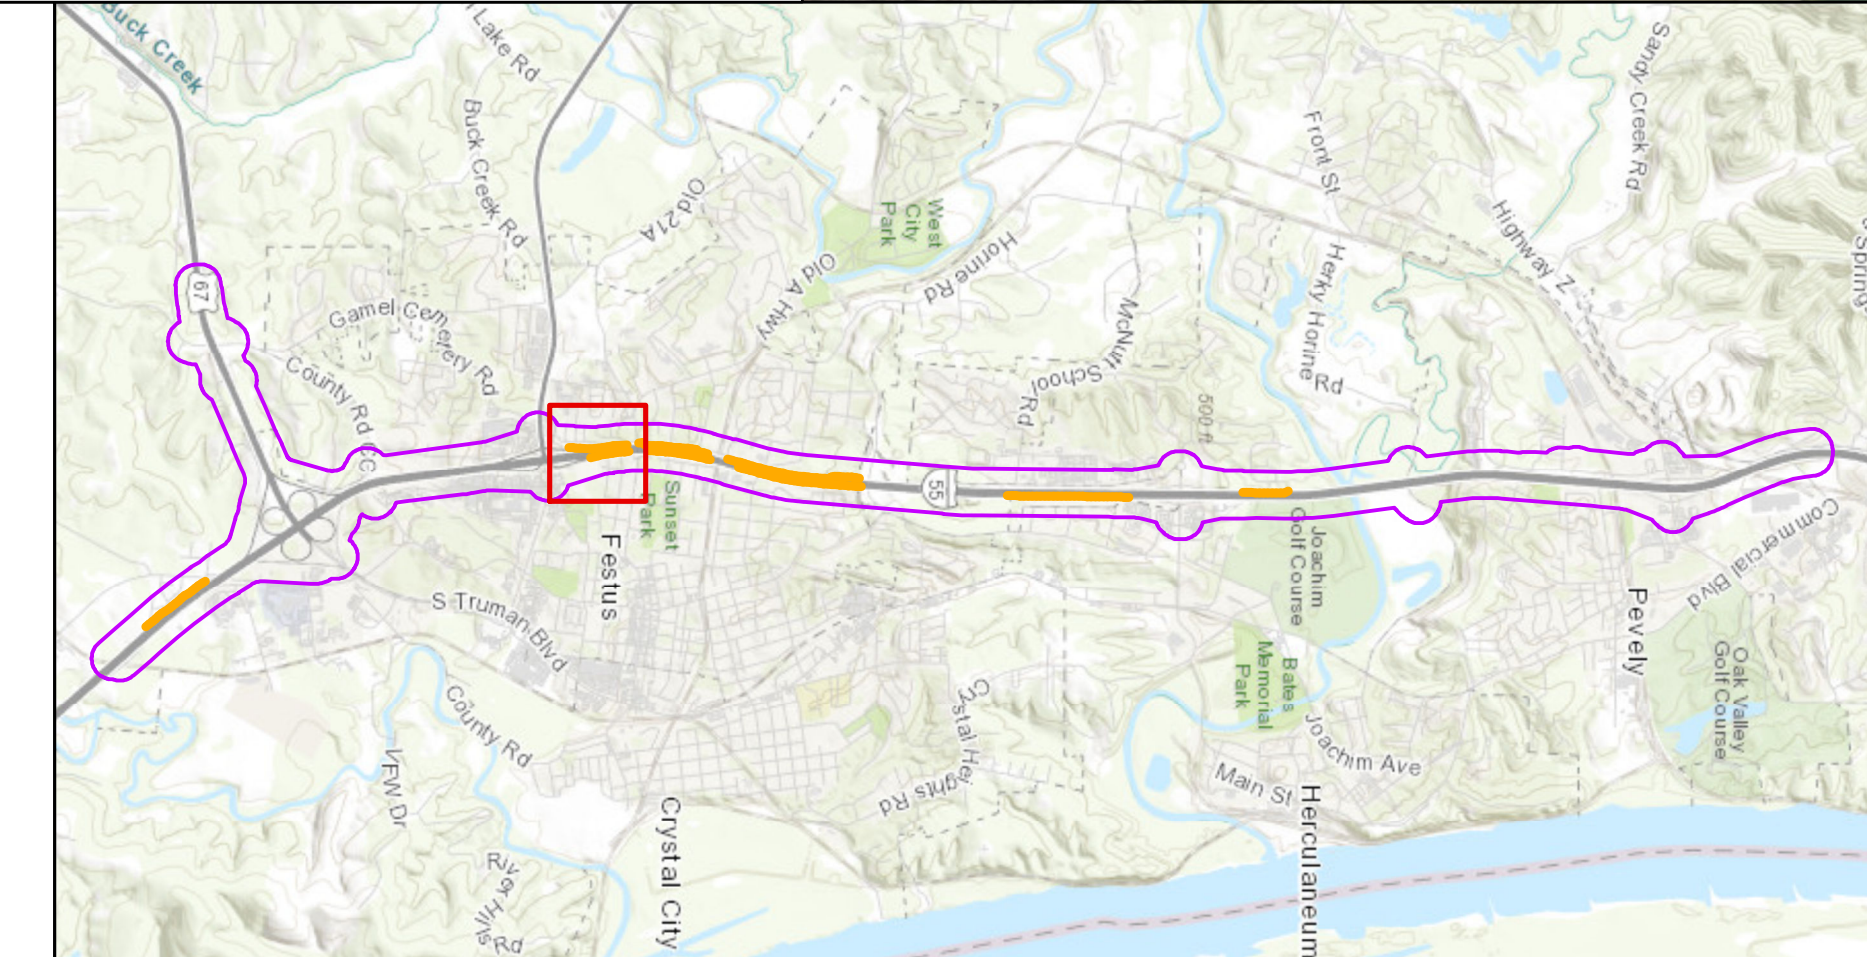 Buck Creek
Lake Rd
Buck Creek Rd
Old 21A
West
City
Park
Horine Rd
Old A Hwy
Front St
Sandy Creek Rd
Highway Z
Herky Horine
Rd
McNutt School
Rd
67
Gamel Cemetery Rd
County Rd CC
500 ft
55
Sunset
Park
Festus
S Truman Blvd
Joachim
Golf Course
Commercial Blvd
Pevely
Oak Valley
Golf Course
Bates
Memorial
Park
Joachim Ave
Main St
Herculaneum
Crystal Heights Rd
County Rd
VFW Dr
Crystal City
River Hills Rd